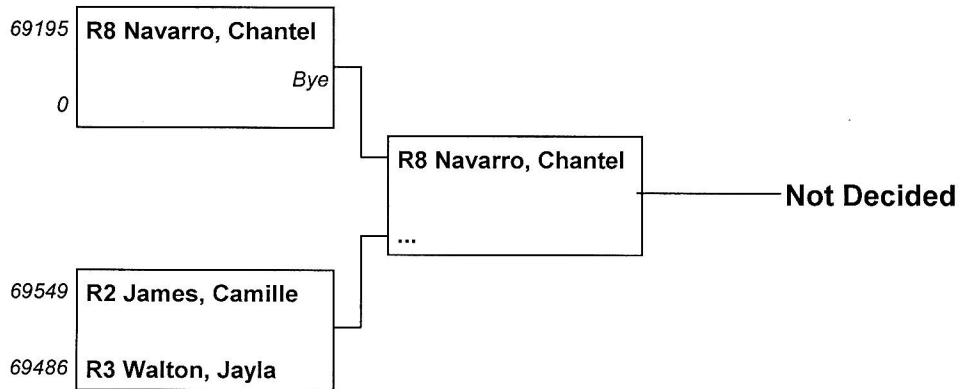 69195 R8 Navarro, Chantel
Bye
0
R8 Navarro, Chantel
Not Decided
...
69549 R2 James, Camille
69486 R3 Walton, Jayla